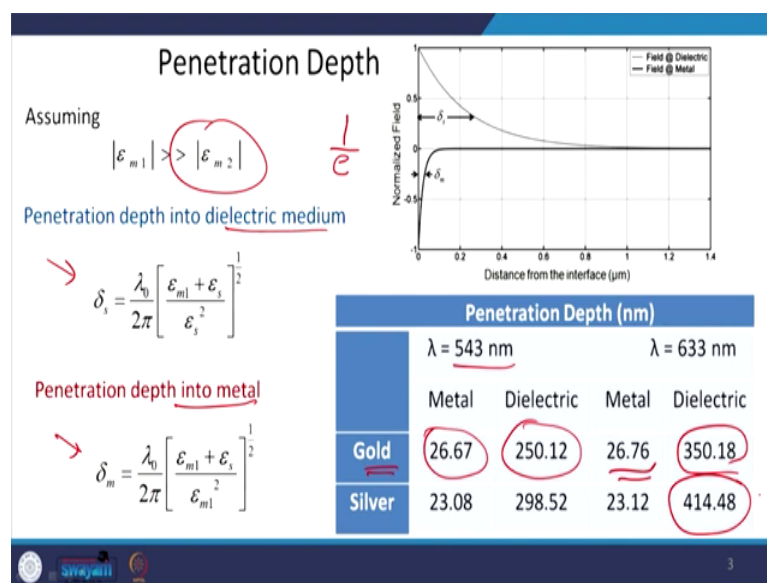 Penetration Depth
Assuming
|ε m 1| >> |ε m 2|
1/e
Penetration depth into dielectric medium
δs = λ0/2π [ (εm1 + εs) / εs² ]^1/2
Penetration depth into metal
δm = λ0/2π [ (εm1 + εs) / εm1² ]^1/2
Field @ Dielectric
Field @ Metal
Normalized Field
1
0.5
0
-0.5
-1
δs
δm
0 0.2 0.4 0.6 0.8 1 1.2 1.4
Distance from the interface (μm)
Penetration Depth (nm)
λ = 543 nm λ = 633 nm
Metal Dielectric Metal Dielectric
Gold 26.67 250.12 26.76 350.18
Silver 23.08 298.52 23.12 414.48
swayam
3